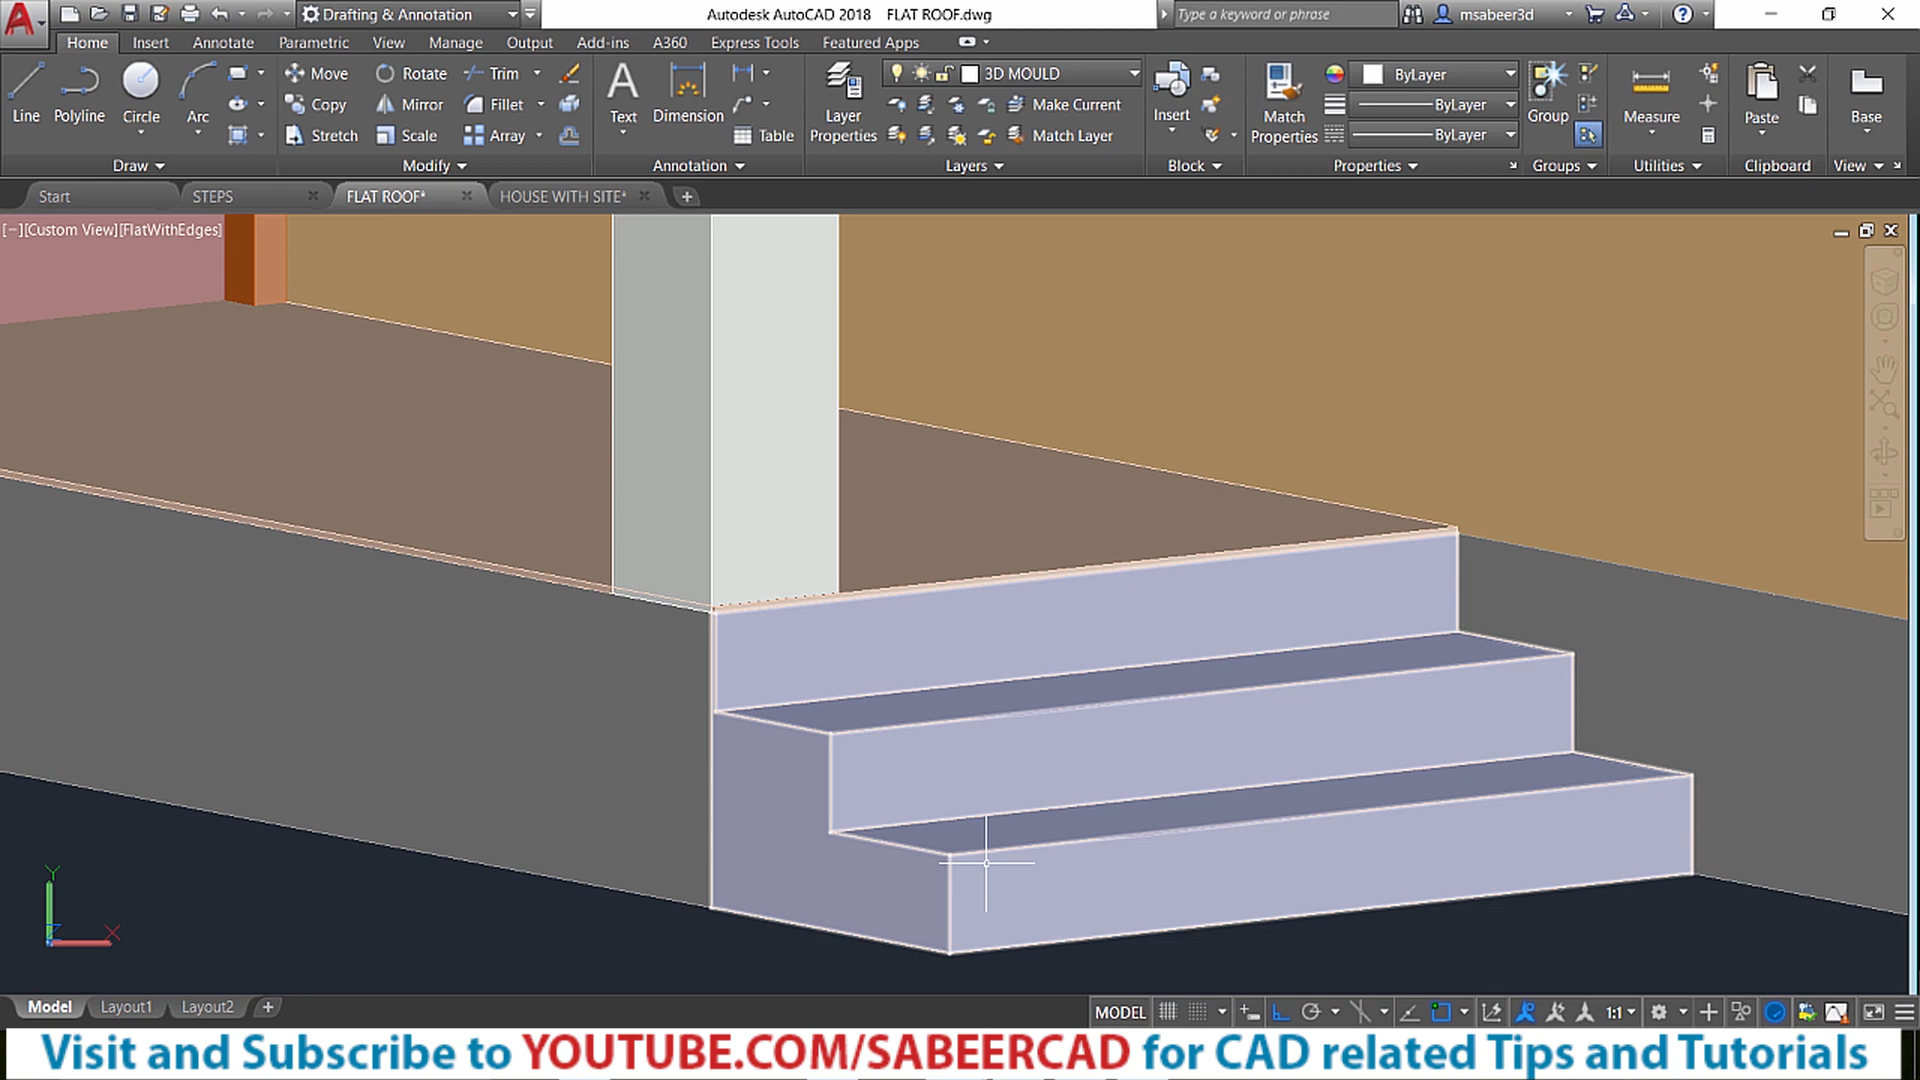 Drafting & Annotation
Autodesk AutoCAD 2018 FLAT ROOF.dwg
Type a keyword or phrase
msabeer3d
Home Insert Annotate Parametric View Manage Output Add-ins A360 Express Tools Featured Apps
Line
Polyline
Circle
Arc
Move
Rotate
Trim
Copy
Mirror
Fillet
Stretch
Scale
Array
Text
Dimension
Table
Layer
Properties
3D MOULD
Make Current
Match Layer
Insert
Match
Properties
ByLayer
ByLayer
ByLayer
Group
Measure
Paste
Base
Draw Modify Annotation Layers Block Properties Groups Utilities Clipboard View
Start STEPS FLAT ROOF* HOUSE WITH SITE*
[−][Custom View][FlatWithEdges]
Y
X
Model Layout1 Layout2
MODEL
1:1
Visit and Subscribe to YOUTUBE.COM/SABEERCAD for CAD related Tips and Tutorials